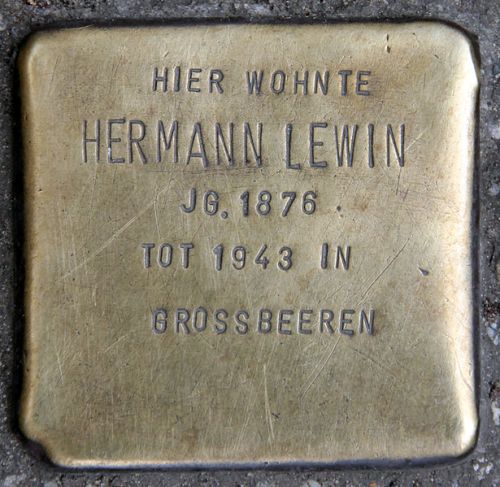 HIER WOHNTE
HERMANN LEWIN
JG. 1876
TOT 1943 IN
GROSSBEEREN